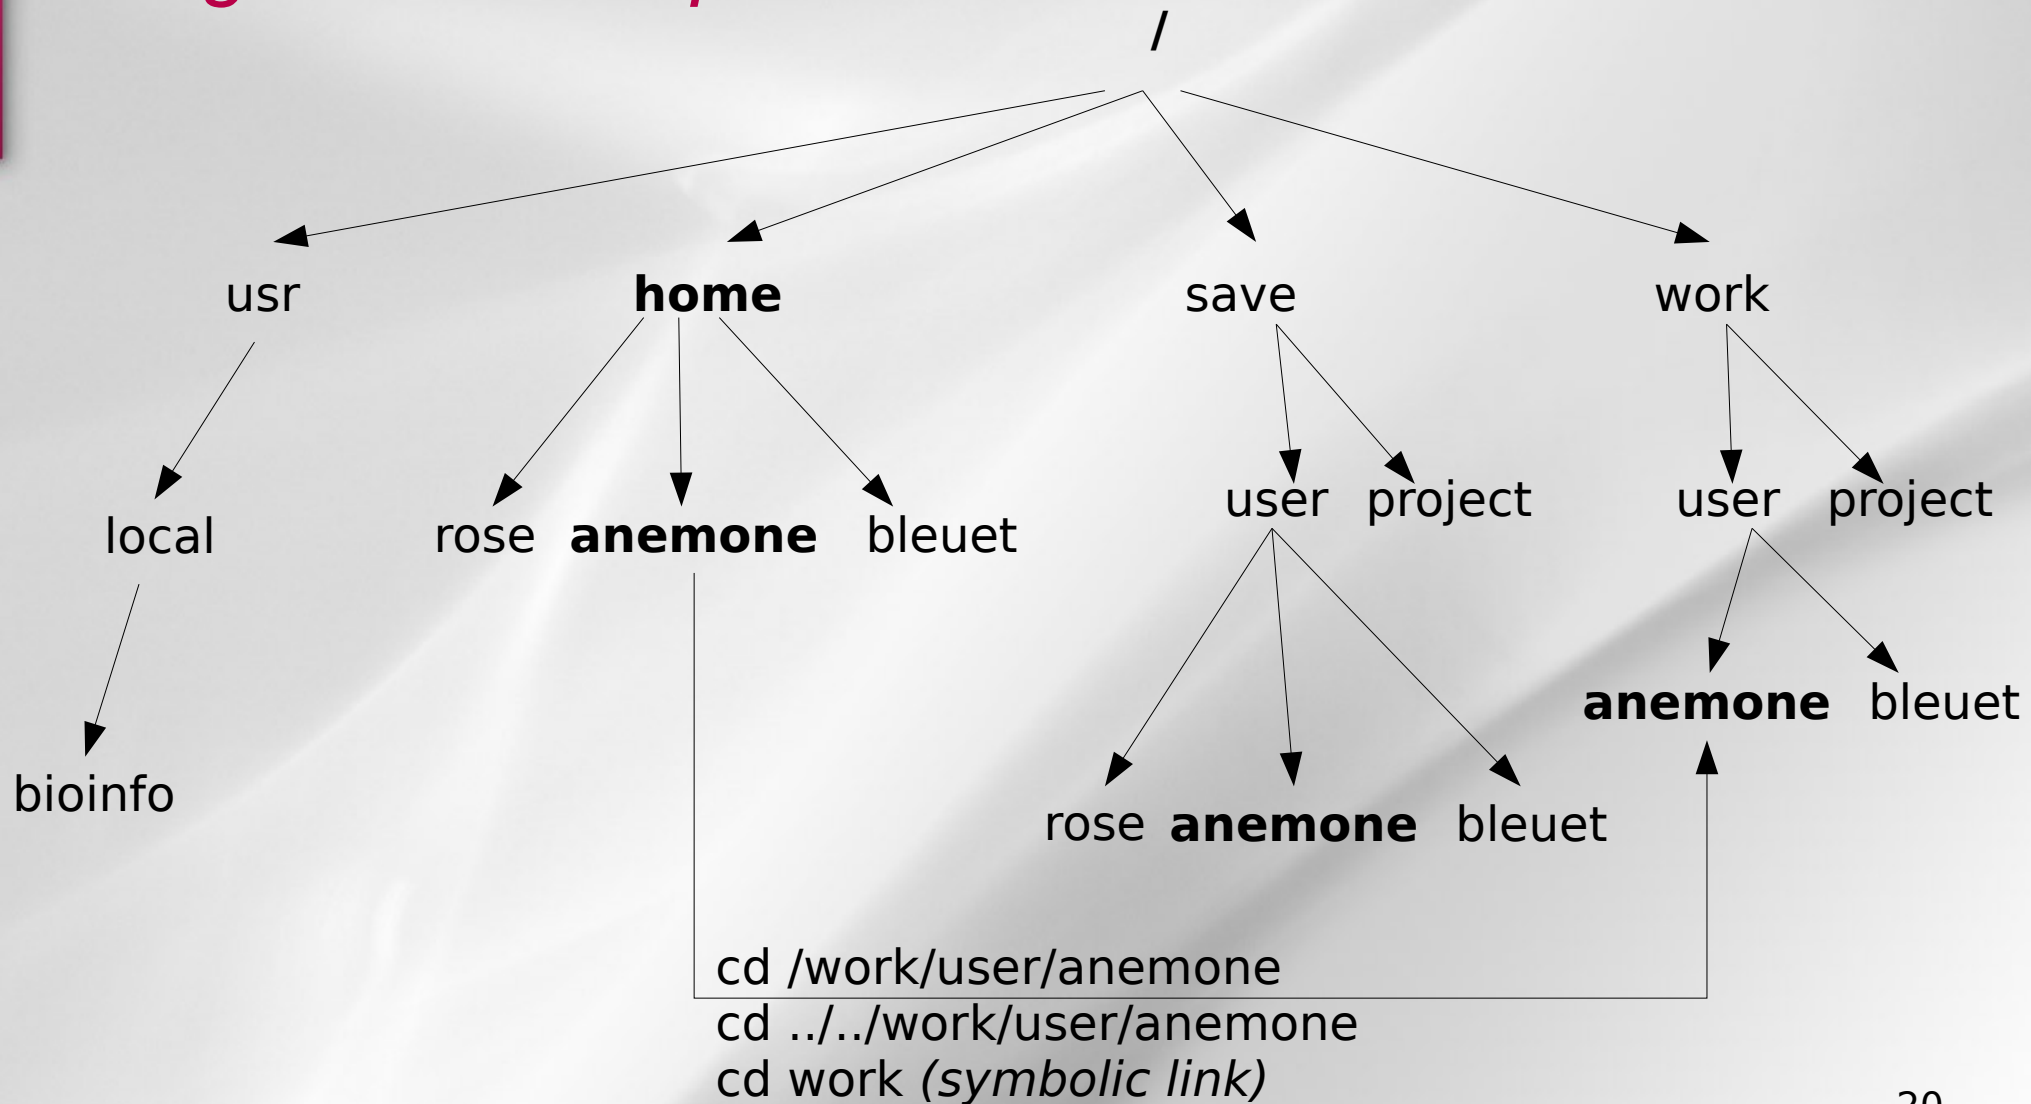 /
usr home save work
user project user project
local rose anemone bleuet
anemone bleuet
bioinfo
rose anemone bleuet
cd /work/user/anemone
cd ../../work/user/anemone
cd work (symbolic link)
20